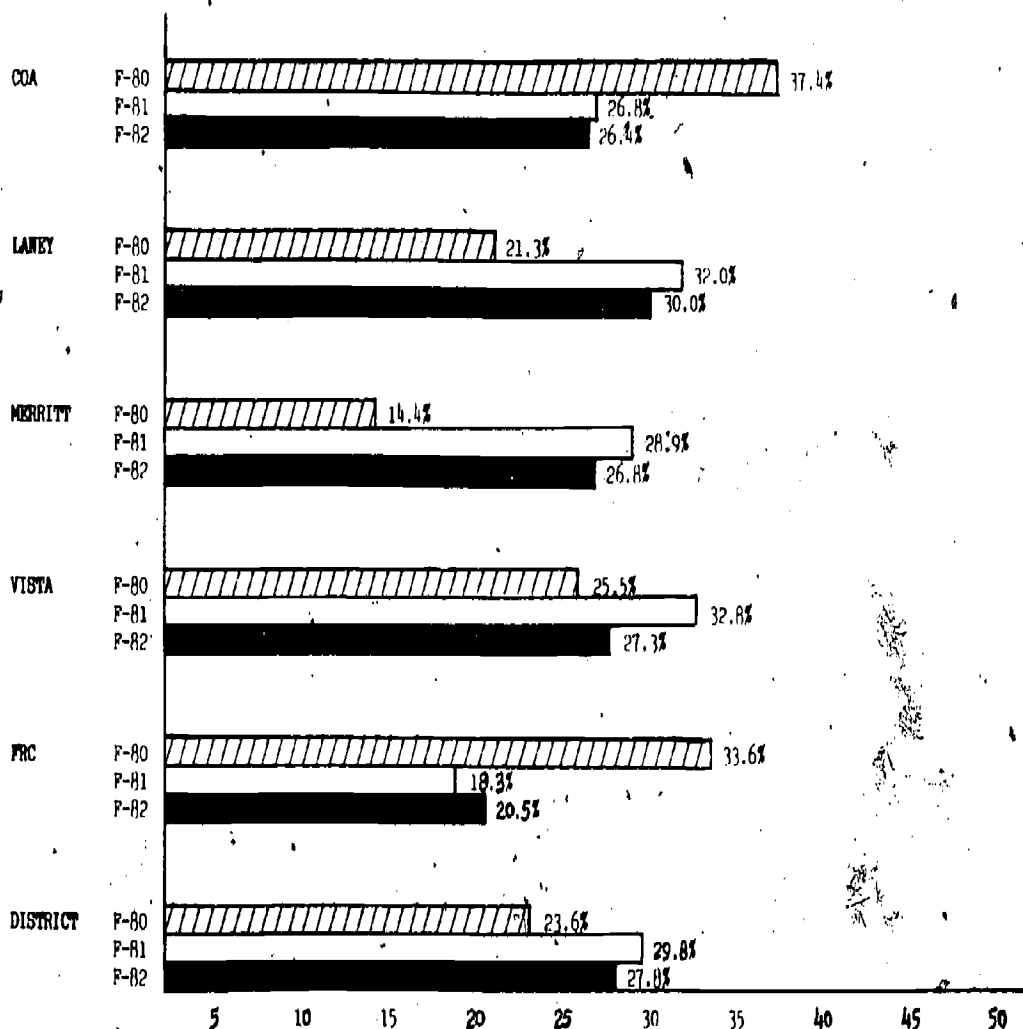 COA F-80 37.4%
F-81 26.8%
F-82 26.4%
LANEY F-80 21.3%
F-81 32.0%
F-82 30.0%
MERRITT F-80 14.4%
F-81 28.9%
F-82 26.8%
VISTA F-80 25.5%
F-81 32.8%
F-82 27.3%
FRC F-80 33.6%
F-81 18.3%
F-82 20.5%
DISTRICT F-80 23.6%
F-81 29.8%
F-82 27.8%
5 10 15 20 25 30 35 40 45 50